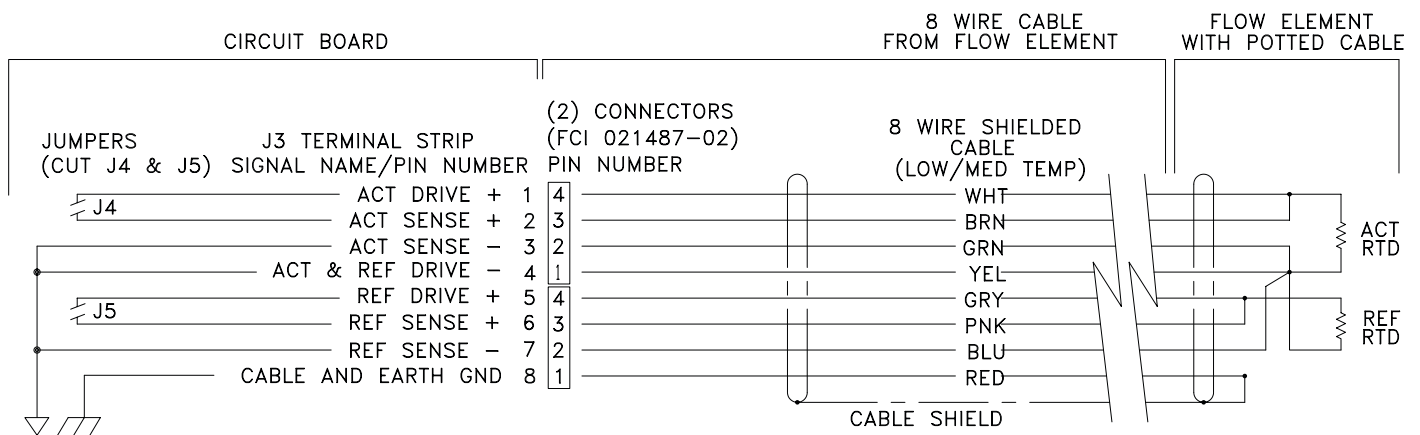 CIRCUIT BOARD
8 WIRE CABLE
FROM FLOW ELEMENT
FLOW ELEMENT
WITH POTTED CABLE
JUMPERS
(CUT J4 & J5)
J3 TERMINAL STRIP
SIGNAL NAME/PIN NUMBER
(2) CONNECTORS
(FCI 021487-02)
PIN NUMBER
8 WIRE SHIELDED
CABLE
(LOW/MED TEMP)
ACT DRIVE + 1 4 WHT
J4
ACT SENSE + 2 3 BRN
ACT SENSE - 3 2 GRN
ACT & REF DRIVE - 4 1 YEL
ACT
RTD
REF DRIVE + 5 4 GRY
J5
REF SENSE + 6 3 PNK
REF SENSE - 7 2 BLU
REF
RTD
CABLE AND EARTH GND 8 1 RED
CABLE SHIELD